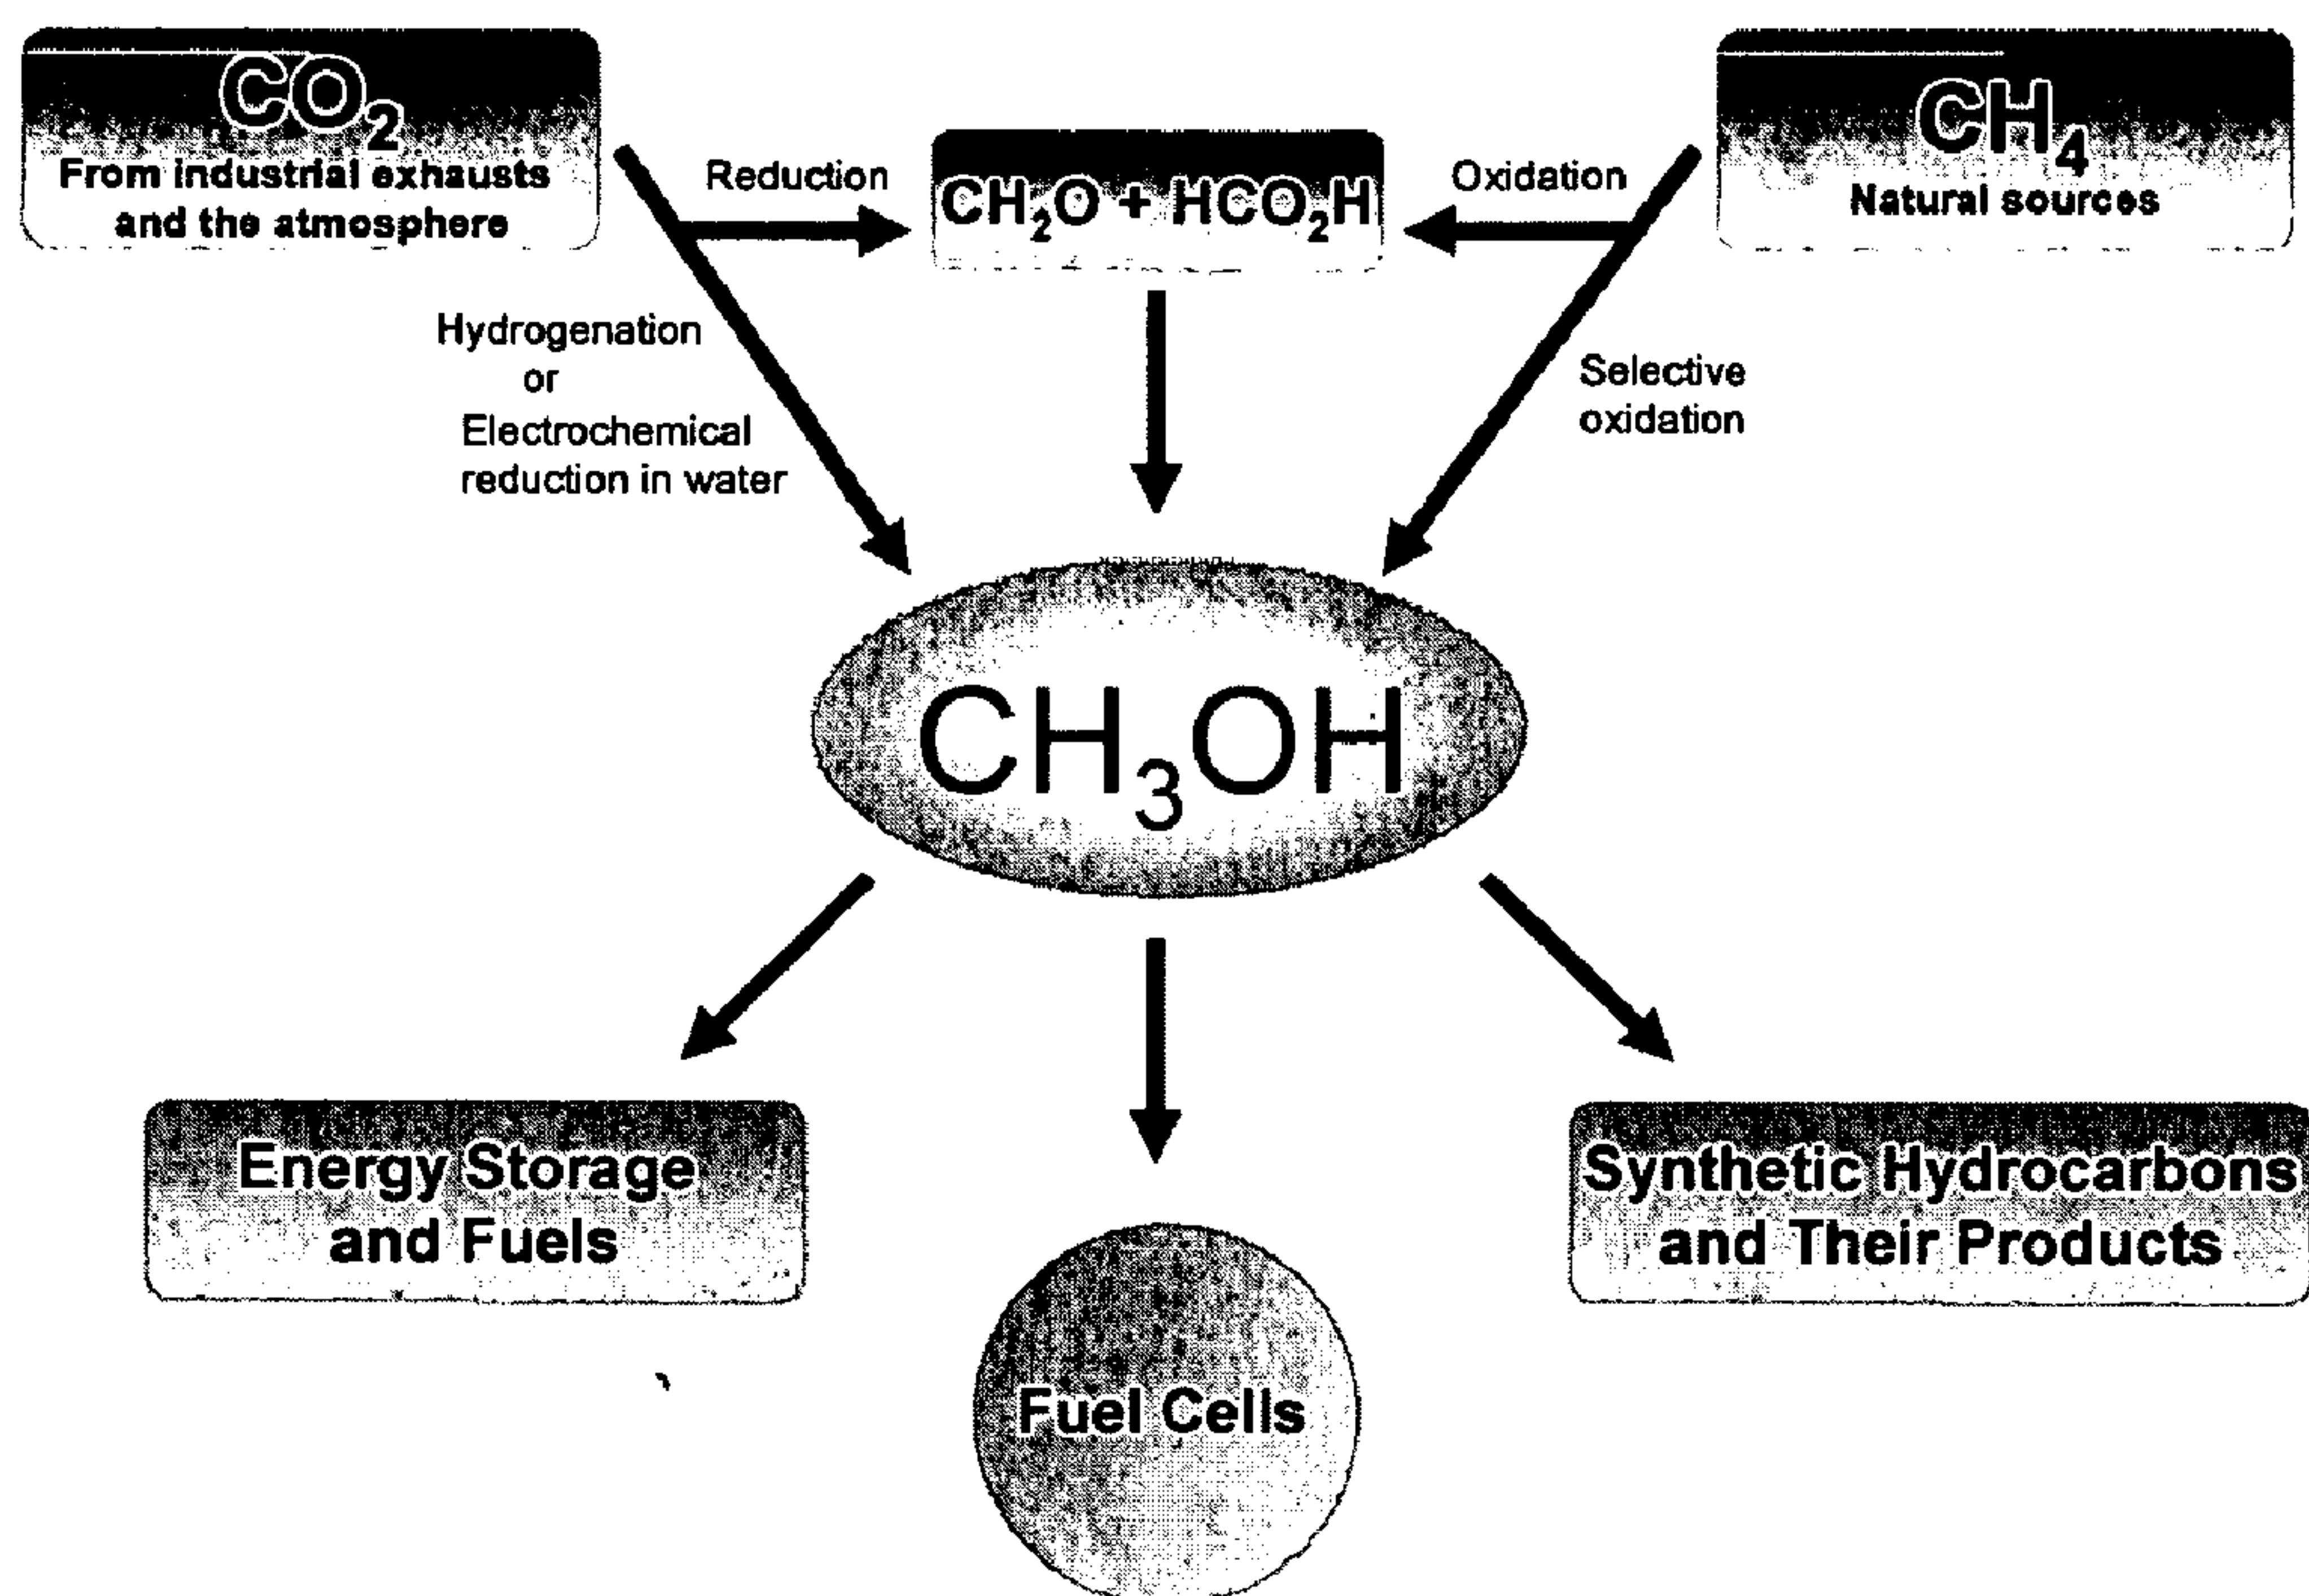 CO₂
From industrial exhausts
and the atmosphere
Reduction
CH₂O + HCO₂H
Oxidation
CH₄
Natural sources
Hydrogenation
or
Electrochemical
reduction in water
Selective
oxidation
CH₃OH
Energy Storage
and Fuels
Fuel Cells
Synthetic Hydrocarbons
and Their Products